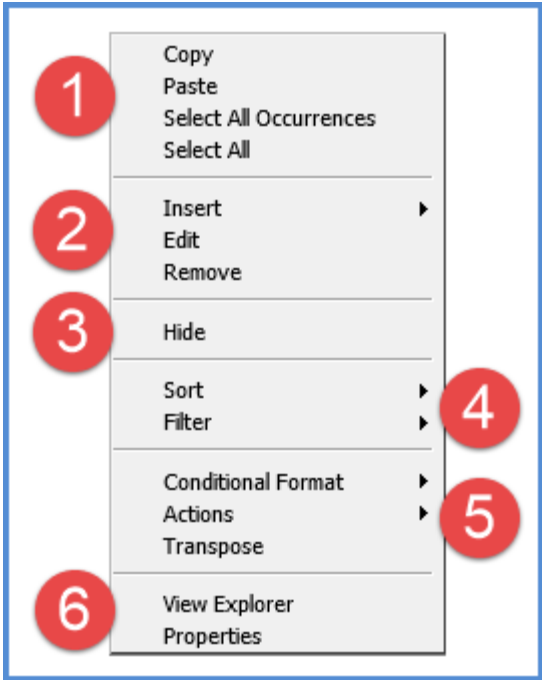 1
Copy
Paste
Select All Occurrences
Select All
2
Insert
Edit
Remove
3
Hide
4
Sort
Filter
5
Conditional Format
Actions
Transpose
6
View Explorer
Properties